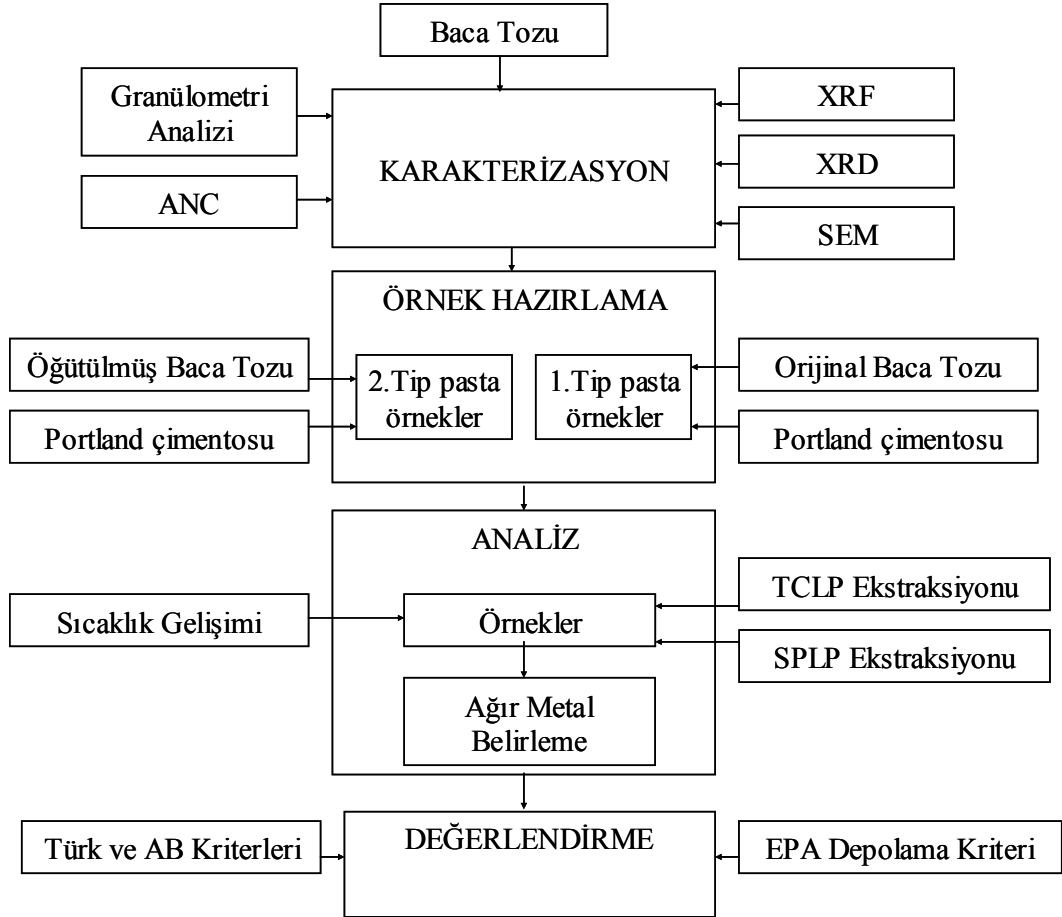 Baca Tozu
Granülometri
Analizi
ANC
KARAKTERİZASYON
XRF
XRD
SEM
ÖRNEK HAZIRLAMA
Öğütülmüş Baca Tozu
Portland çimentosu
2.Tip pasta
örnekler
1.Tip pasta
örnekler
Orijinal Baca Tozu
Portland çimentosu
ANALİZ
Sıcaklık Gelişimi
Örnekler
TCLP Ekstraksiyonu
SPLP Ekstraksiyonu
Ağır Metal
Belirleme
Türk ve AB Kriterleri
DEĞERLENDİRME
EPA Depolama Kriteri